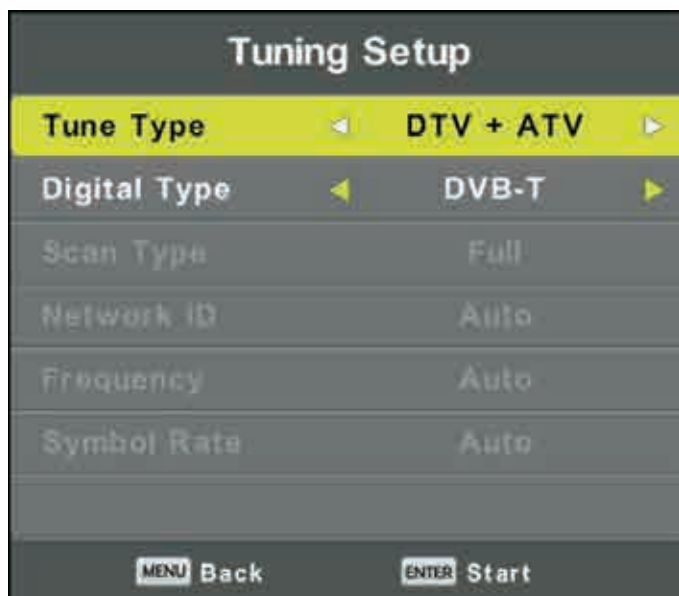 Tuning Setup
Tune Type DTV + ATV
Digital Type DVB-T
Scan Type Full
Network ID Auto
Frequency Auto
Symbol Rate Auto
MENU Back ENTER Start